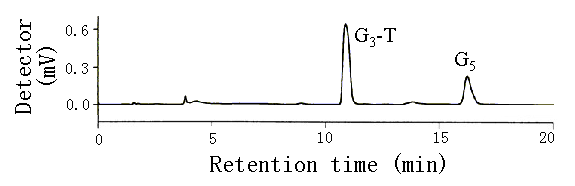 0.6
0.3
0.0
Detector
(mV)
G3-T
G5
0 5 10 15 20
Retention time (min)